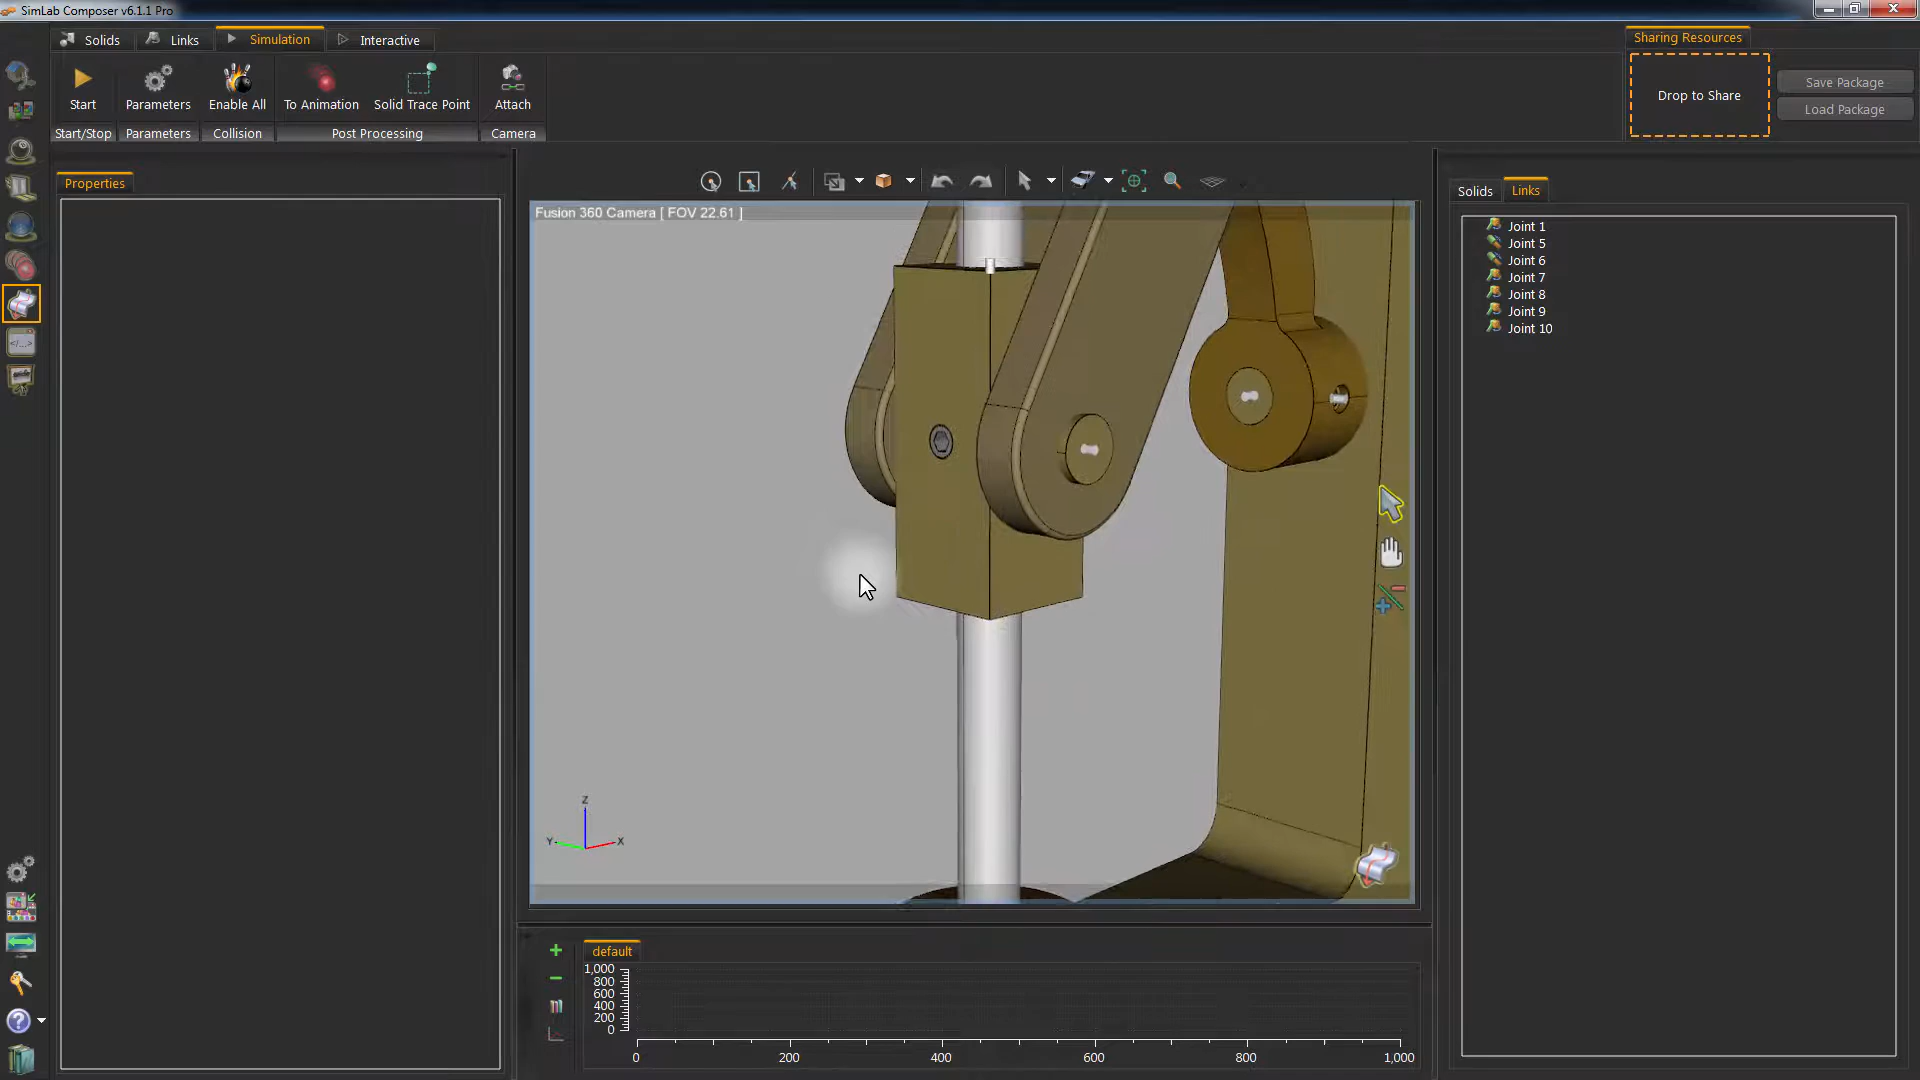 SimLab Composer v6.1.1 Pro
Solids
Links
Simulation
Interactive
Sharing Resources
Start
Parameters
Enable All
To Animation
Solid Trace Point
Attach
Drop to Share
Save Package
Load Package
Start/Stop
Parameters
Collision
Post Processing
Camera
Properties
Solids
Links
Fusion 360 Camera [ FOV 22.61 ]
Joint 1
Joint 5
Joint 6
Joint 7
Joint 8
Joint 9
Joint 10
Z
Y
X
default
1,000
800
600
400
200
0
0
200
400
600
800
1,000